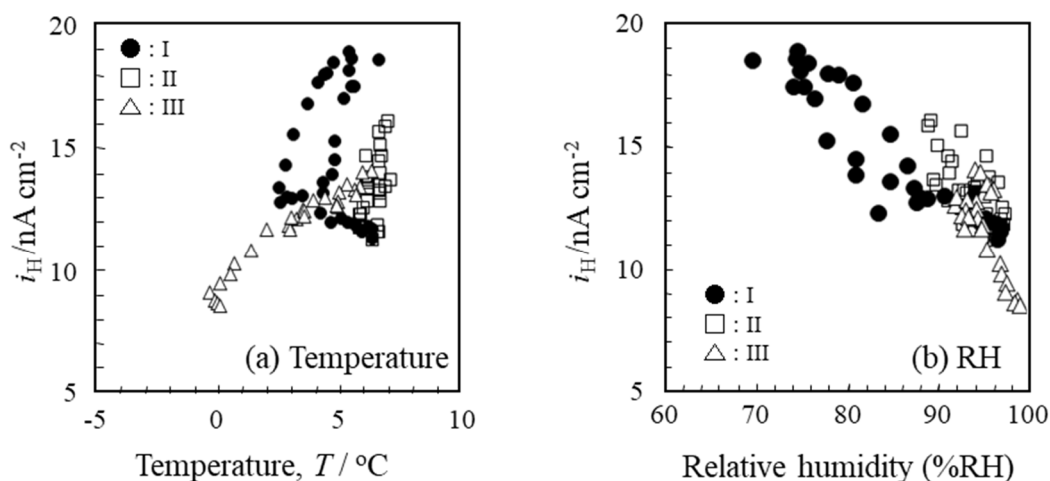 20
15
10
5
i_H/nA cm⁻²
● : I
□ : II
△ : III
(a) Temperature
-5
0
5
10
Temperature, T / °C
20
15
10
5
i_H/nA cm⁻²
● : I
□ : II
△ : III
(b) RH
60
70
80
90
100
Relative humidity (%RH)